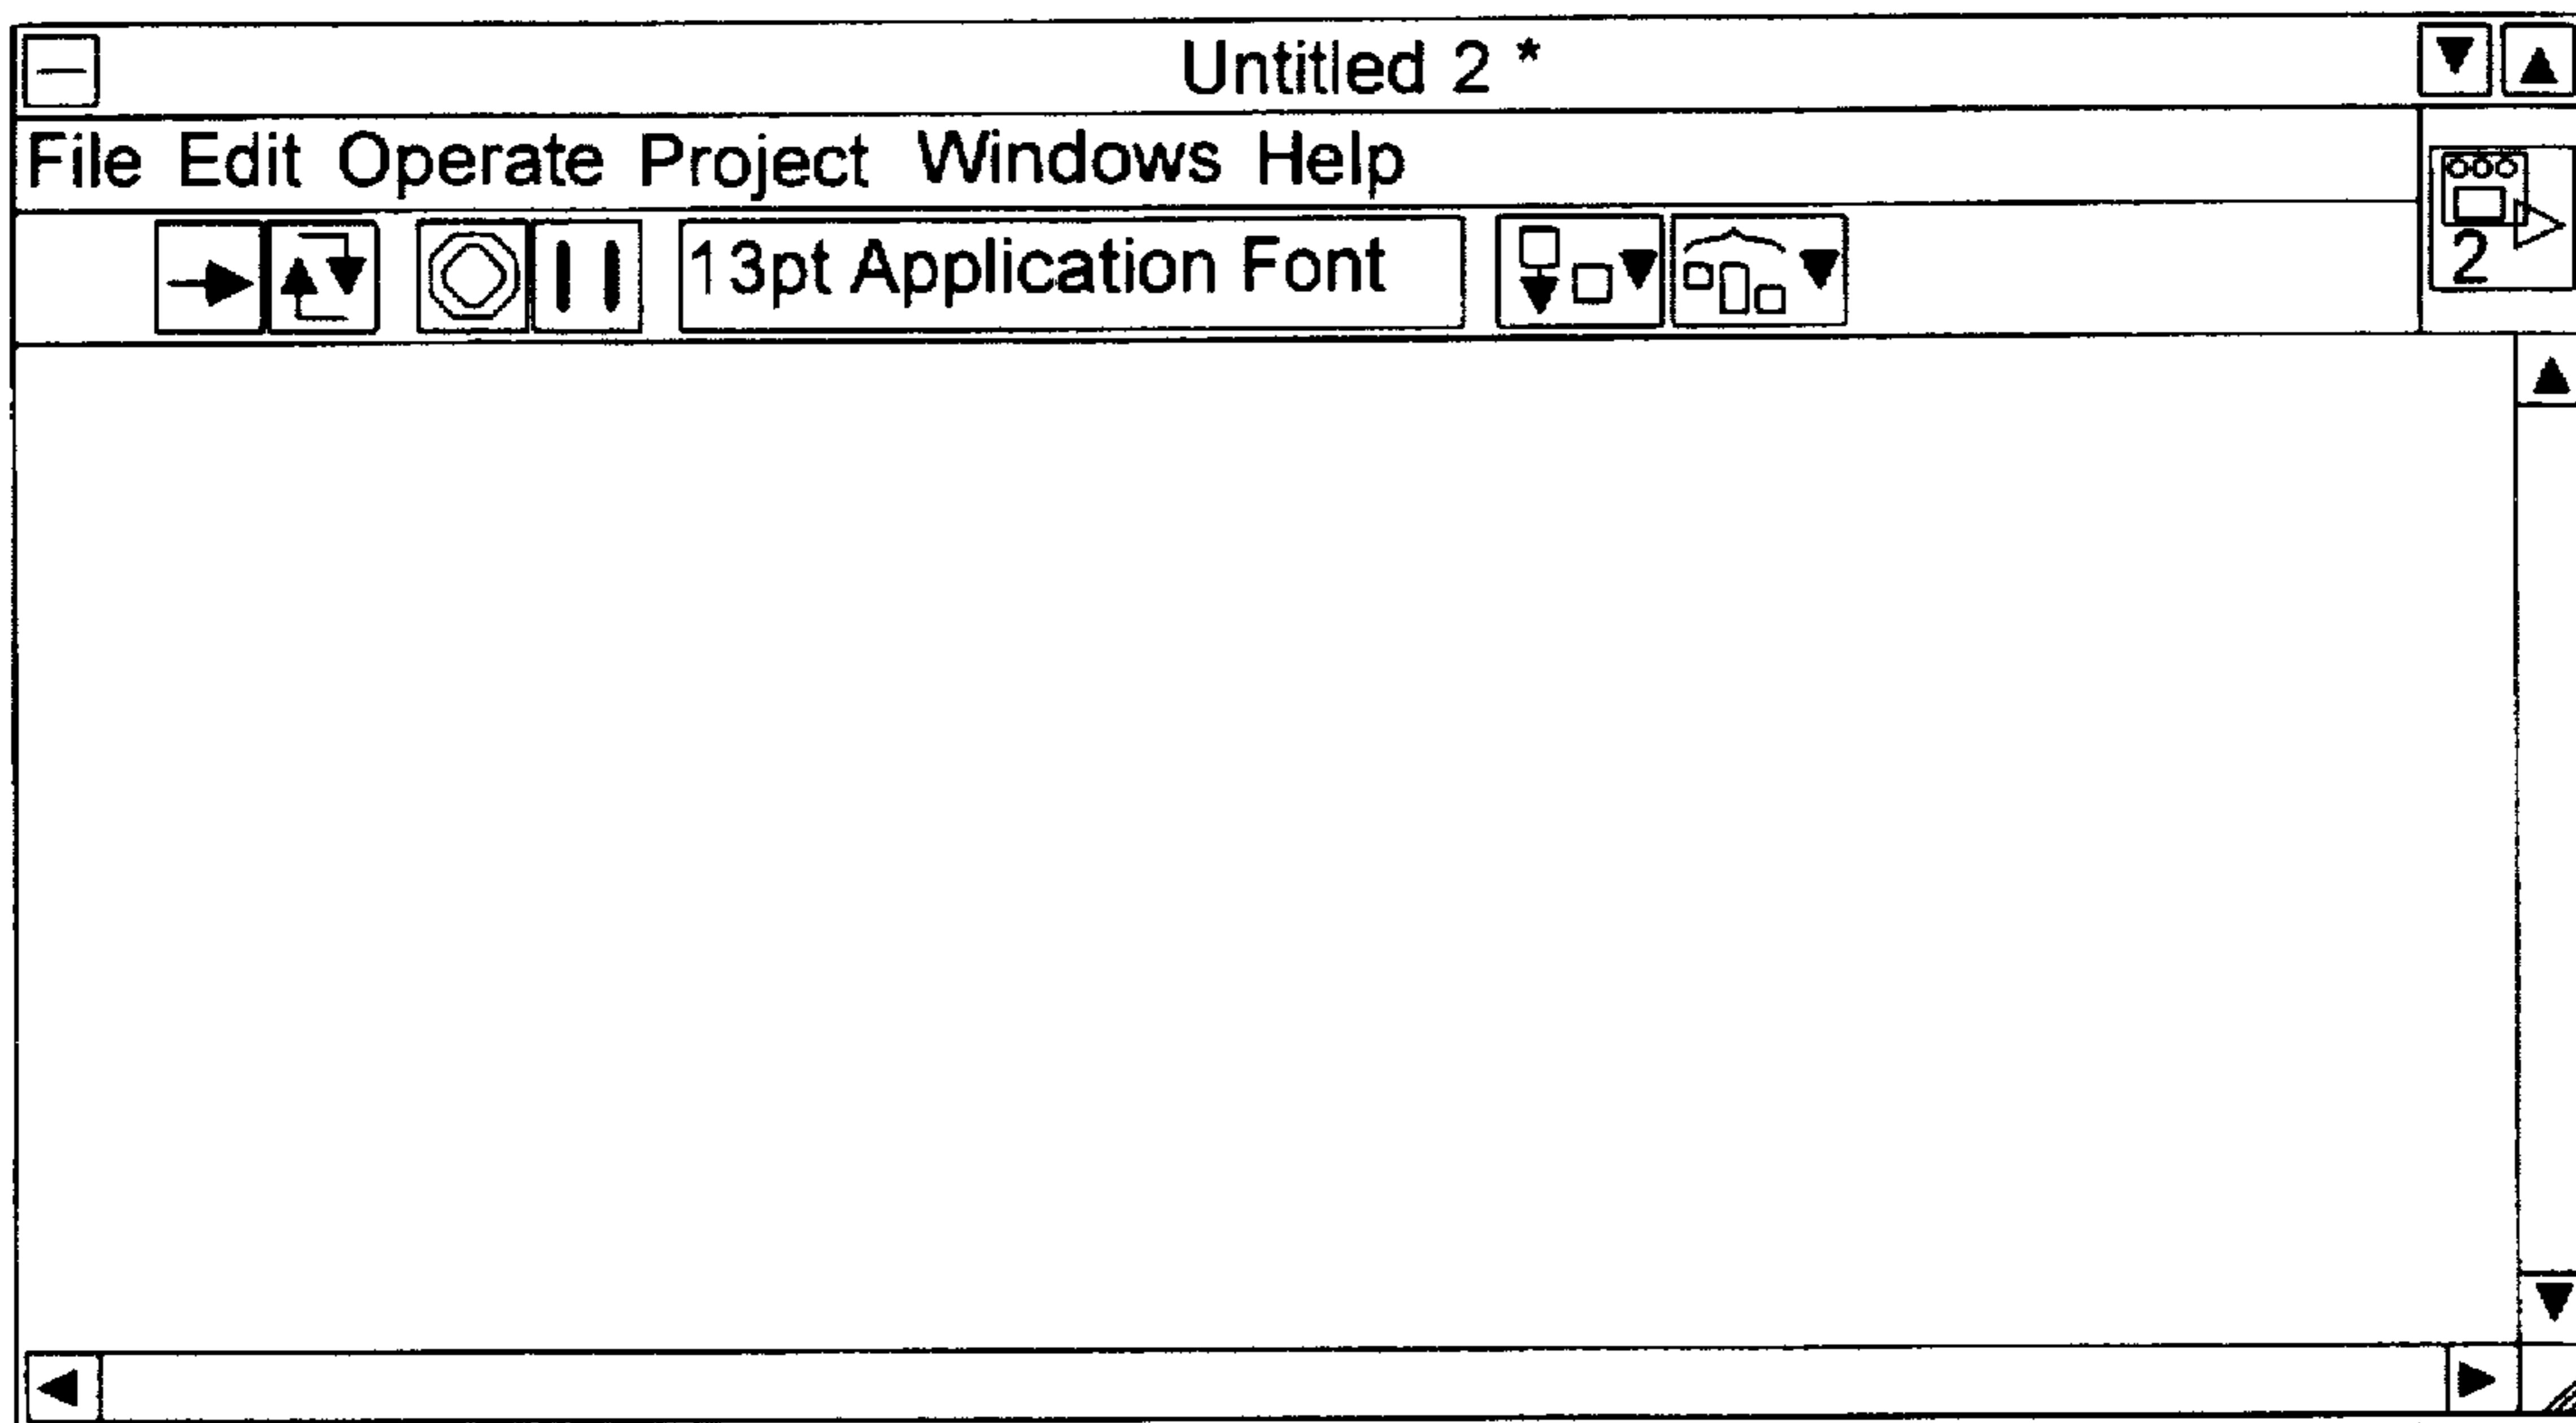 Untitled 2 *
File Edit Operate Project Windows Help
13pt Application Font
2